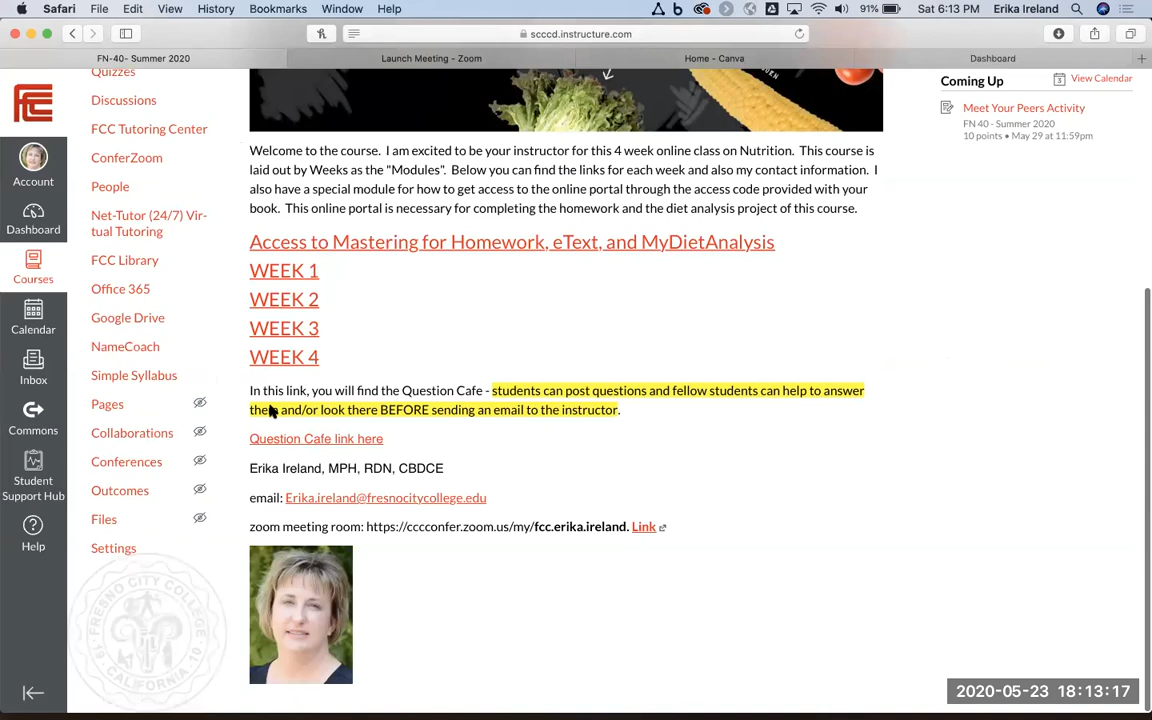 Safari File Edit View History Bookmarks Window Help 91% Sat 6:13 PM Erika Ireland
scccd.instructure.com
FN-40- Summer 2020 Launch Meeting - Zoom Home - Canva Dashboard
FCC
Account
Dashboard
Courses
Calendar
Inbox
Commons
Student
Support Hub
Help
Quizzes
Discussions
FCC Tutoring Center
ConferZoom
People
Net-Tutor (24/7) Vir-
tual Tutoring
FCC Library
Office 365
Google Drive
NameCoach
Simple Syllabus
Pages
Collaborations
Conferences
Outcomes
Files
Settings
FRESNO CITY COLLEGE
CALIFORNIA
Welcome to the course. I am excited to be your instructor for this 4 week online class on Nutrition. This course is
laid out by Weeks as the "Modules". Below you can find the links for each week and also my contact information. I
also have a special module for how to get access to the online portal through the access code provided with your
book. This online portal is necessary for completing the homework and the diet analysis project of this course.
Access to Mastering for Homework, eText, and MyDietAnalysis
WEEK 1
WEEK 2
WEEK 3
WEEK 4
In this link, you will find the Question Cafe - students can post questions and fellow students can help to answer
them and/or look there BEFORE sending an email to the instructor.
Question Cafe link here
Erika Ireland, MPH, RDN, CBDCE
email: Erika.ireland@fresnocitycollege.edu
zoom meeting room: https://cccconfer.zoom.us/my/fcc.erika.ireland. Link
Coming Up 3 View Calendar
Meet Your Peers Activity
FN 40 - Summer 2020
10 points • May 29 at 11:59pm
2020-05-23 18:13:17